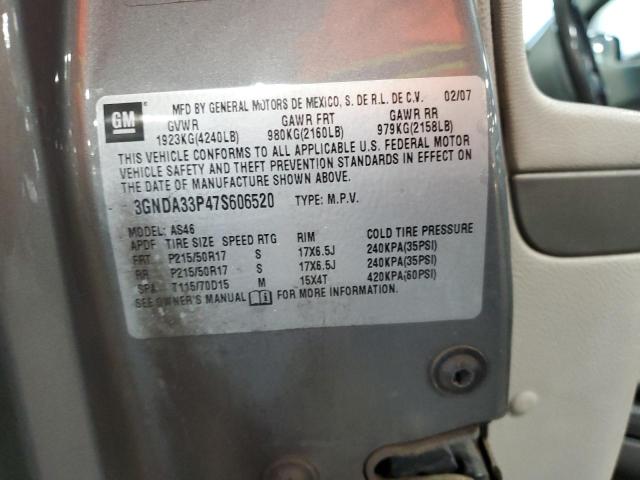 GM
MFD BY GENERAL MOTORS DE MEXICO, S. DE R.L. DE C.V. 02/07
GVWR GAWR FRT GAWR RR
1923KG(4240LB) 980KG(2160LB) 979KG(2158LB)
THIS VEHICLE CONFORMS TO ALL APPLICABLE U.S. FEDERAL MOTOR
VEHICLE SAFETY AND THEFT PREVENTION STANDARDS IN EFFECT ON
THE DATE OF MANUFACTURE SHOWN ABOVE.
3GNDA33P47S606520 TYPE: M.P.V.
MODEL: AS46
APDF TIRE SIZE SPEED RTG RIM COLD TIRE PRESSURE
FRT P215/50R17 S 17X6.5J 240KPA(35PSI)
RR P215/50R17 S 17X6.5J 240KPA(35PSI)
SPA T115/70D15 M 15X4T 420KPA(60PSI)
SEE OWNER'S MANUAL FOR MORE INFORMATION.